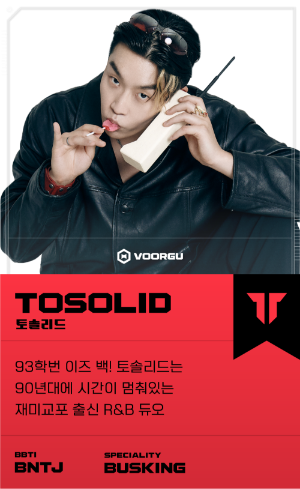 VOORGU
TOSOLID
토솔리드
93학번 이즈 백! 토솔리드는
90년대에 시간이 멈춰있는
재미교포 출신 R&B 듀오
BBTI
BNTJ
SPECIALITY
BUSKING